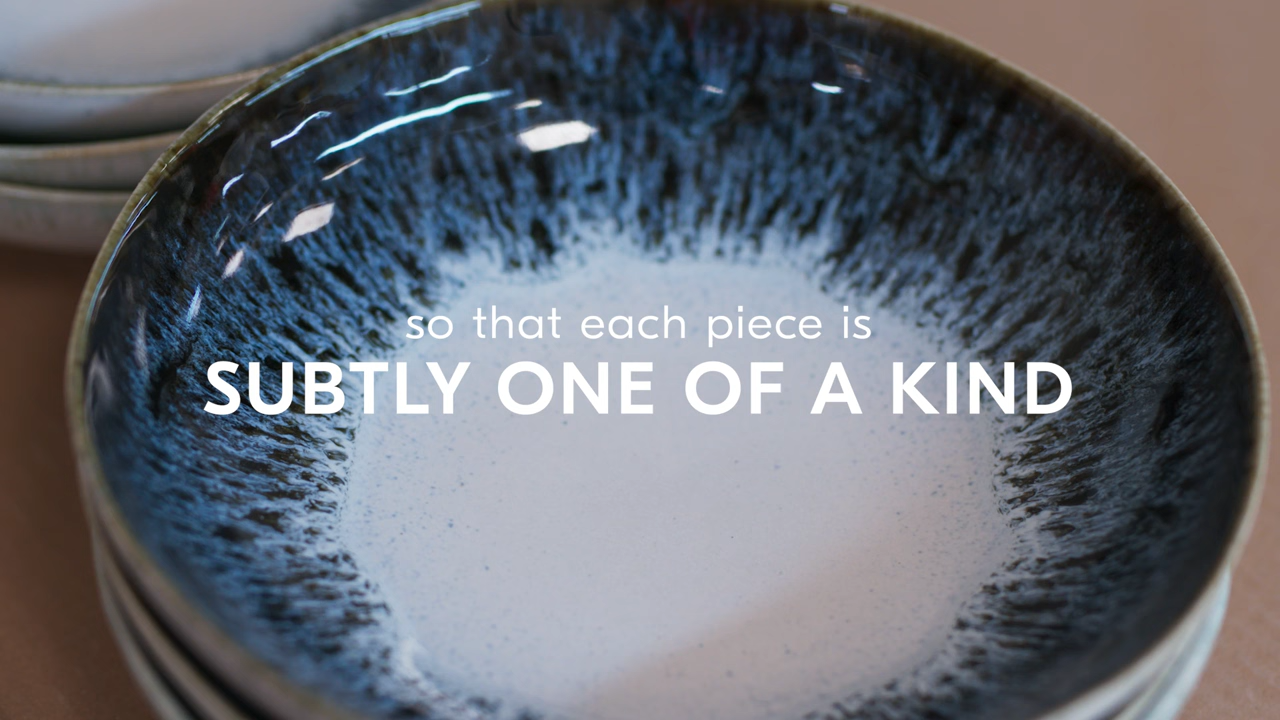 so that each piece is
SUBTLY ONE OF A KIND